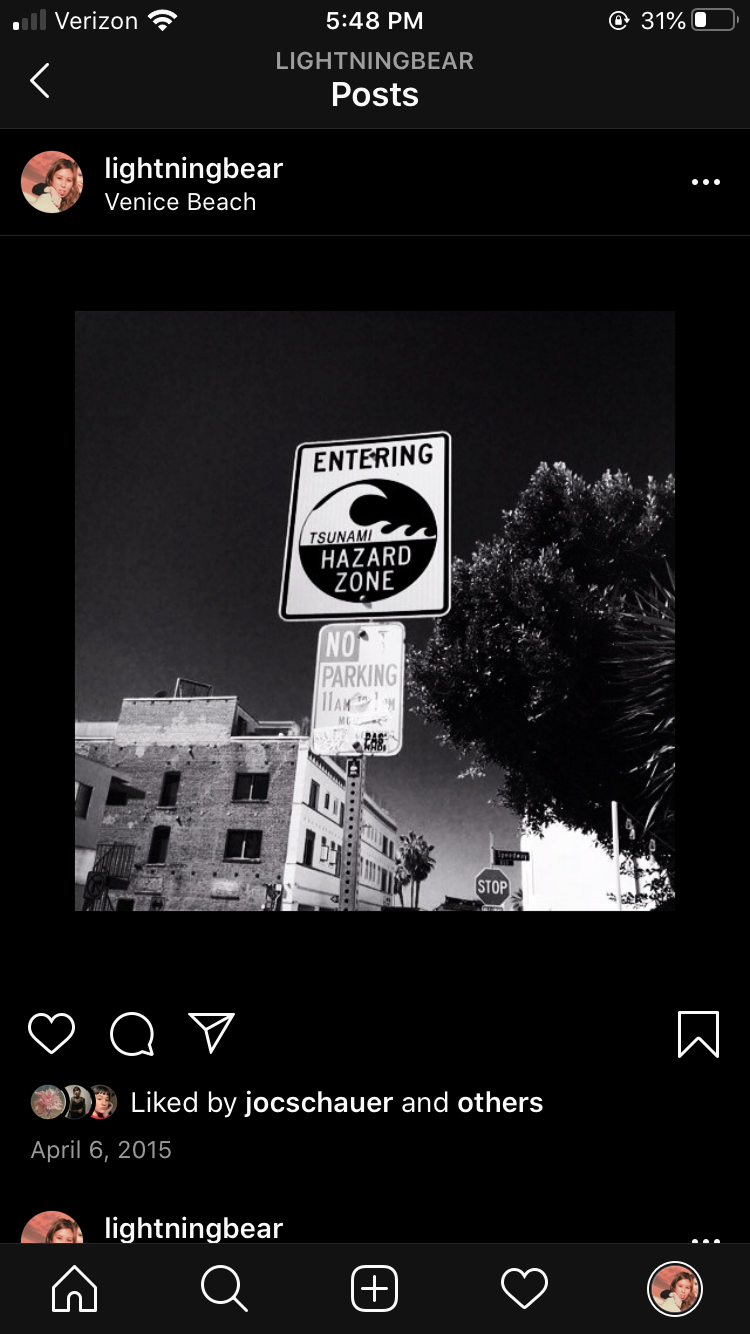 Verizon 5:48 PM 31%
LIGHTNINGBEAR
Posts
lightningbear
Venice Beach
ENTERING
TSUNAMI
HAZARD
ZONE
NO
PARKING
Speedway
STOP
Liked by jocschauer and others
April 6, 2015
lightningbear